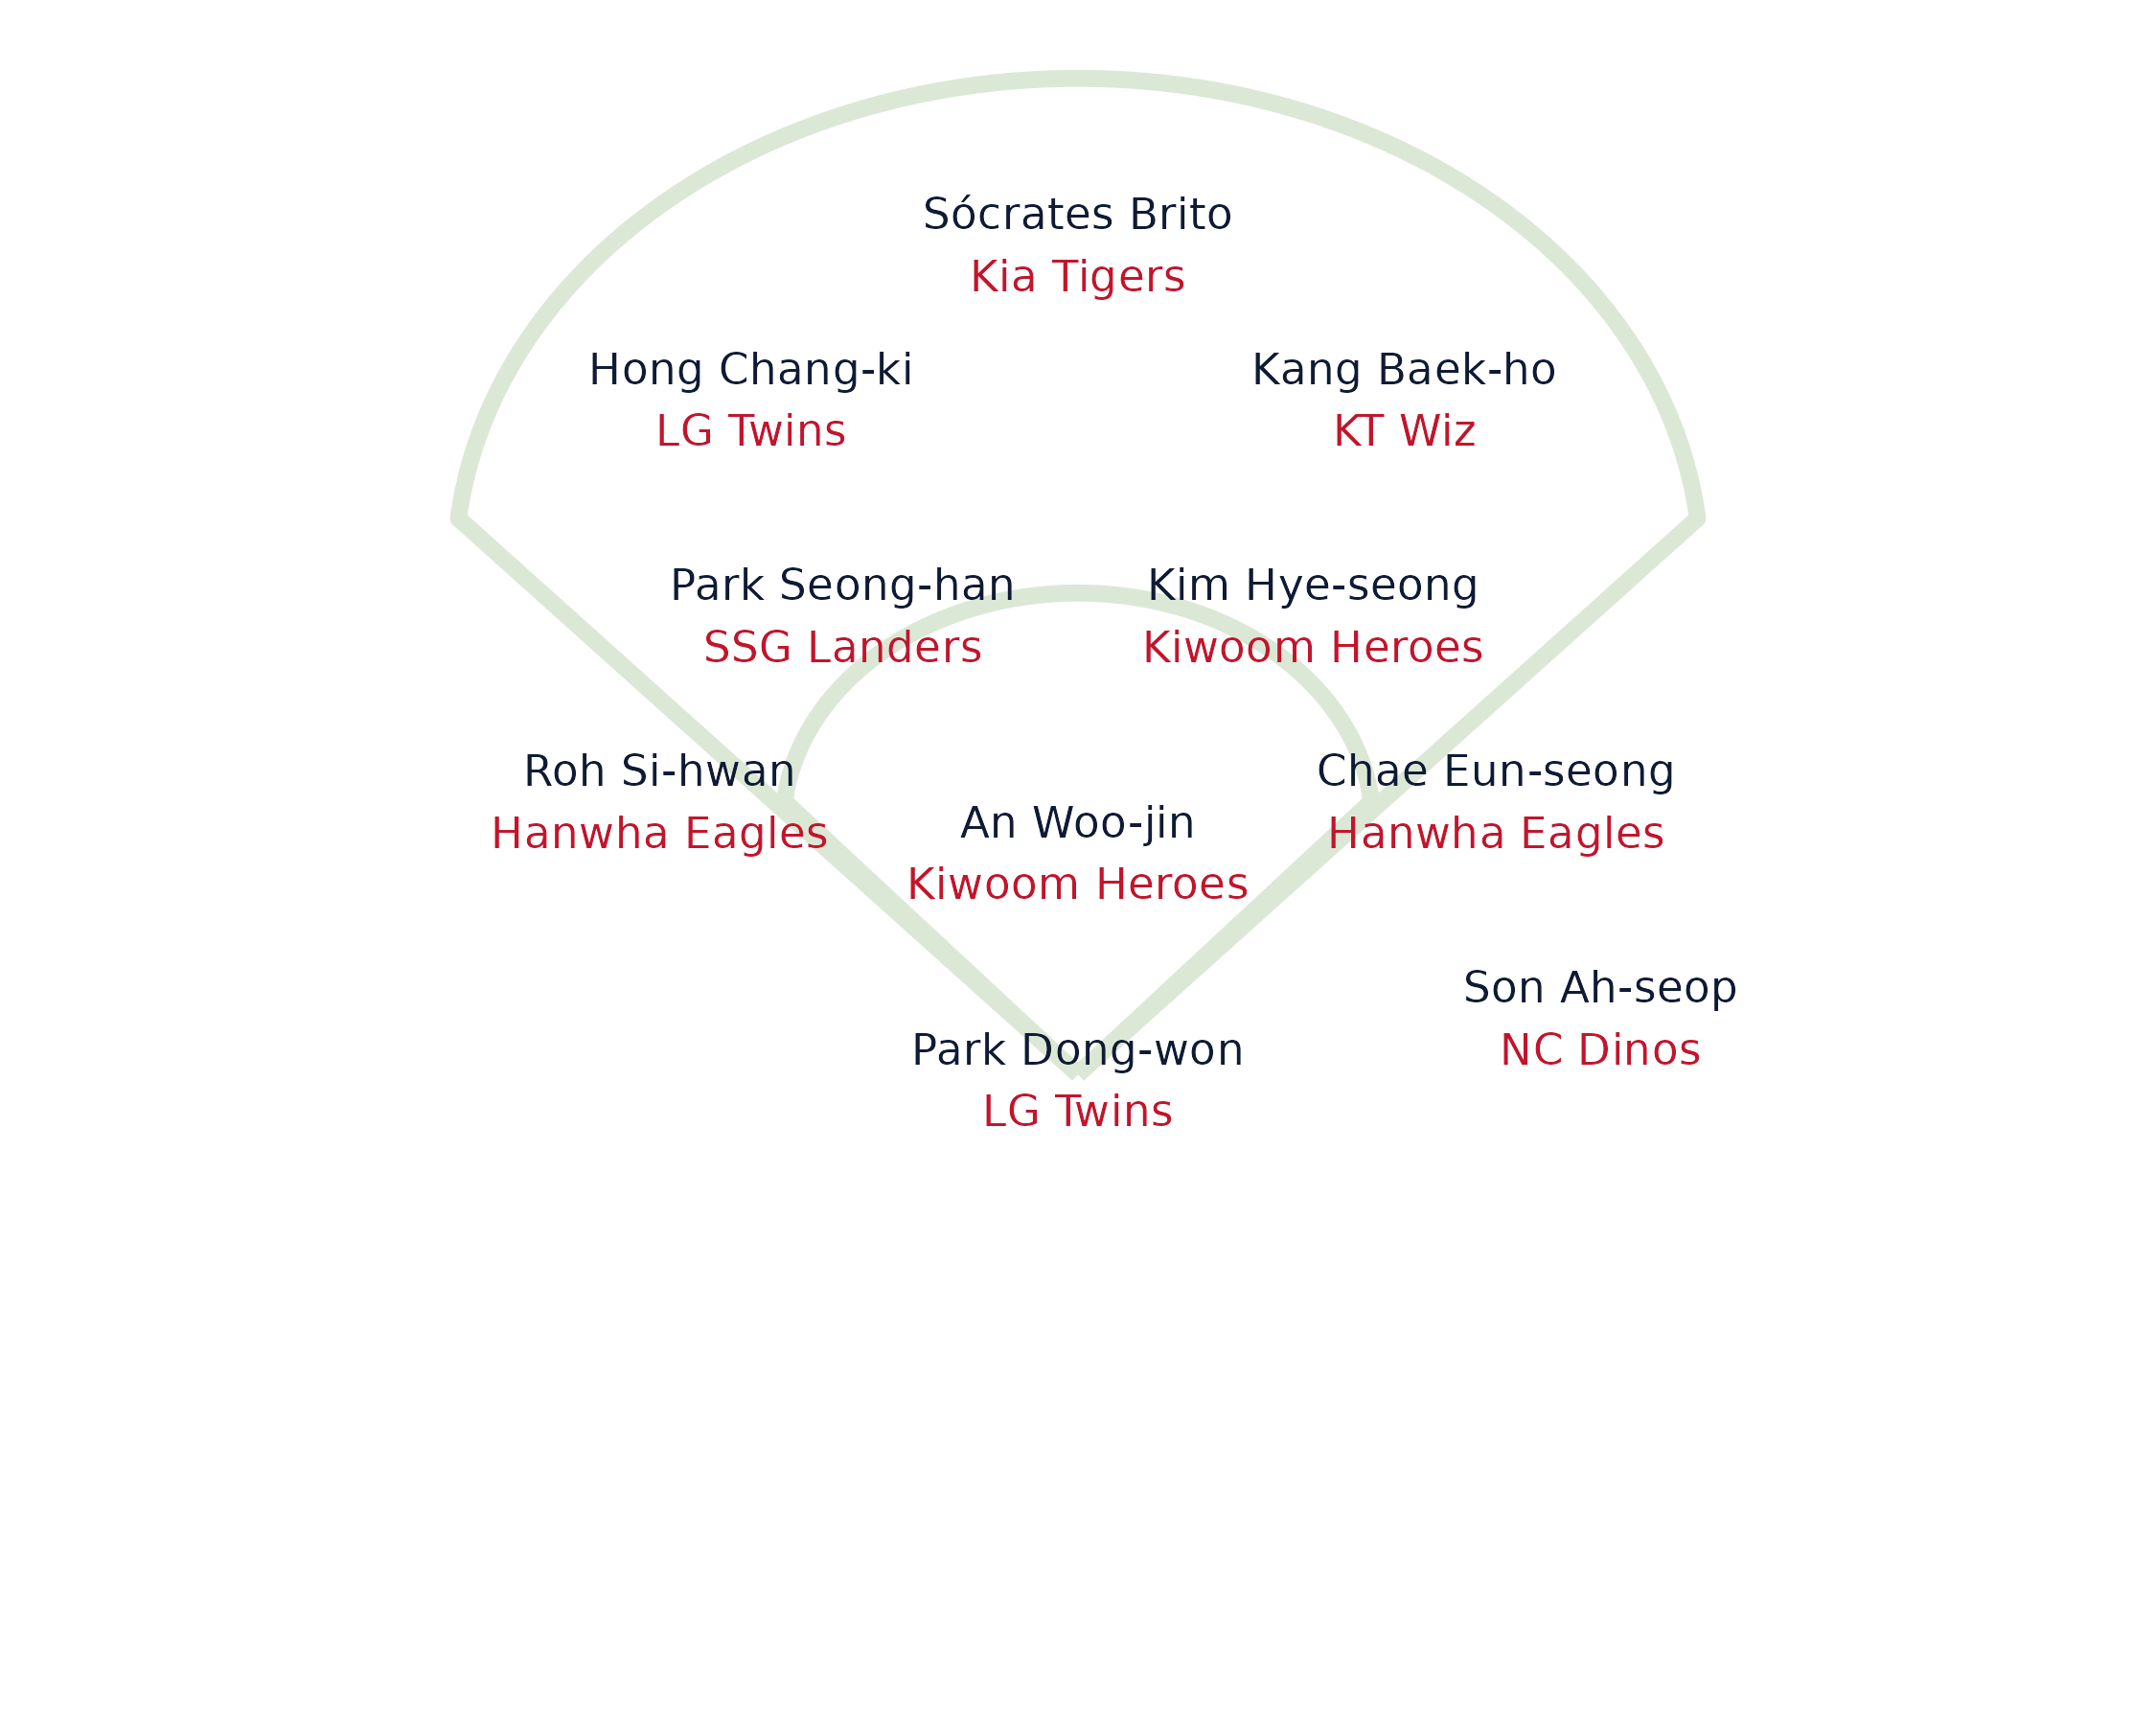 Sócrates Brito
Kia Tigers
Hong Chang-ki
LG Twins
Kang Baek-ho
KT Wiz
Park Seong-han
SSG Landers
Kim Hye-seong
Kiwoom Heroes
Roh Si-hwan
Hanwha Eagles
An Woo-jin
Kiwoom Heroes
Chae Eun-seong
Hanwha Eagles
Park Dong-won
LG Twins
Son Ah-seop
NC Dinos